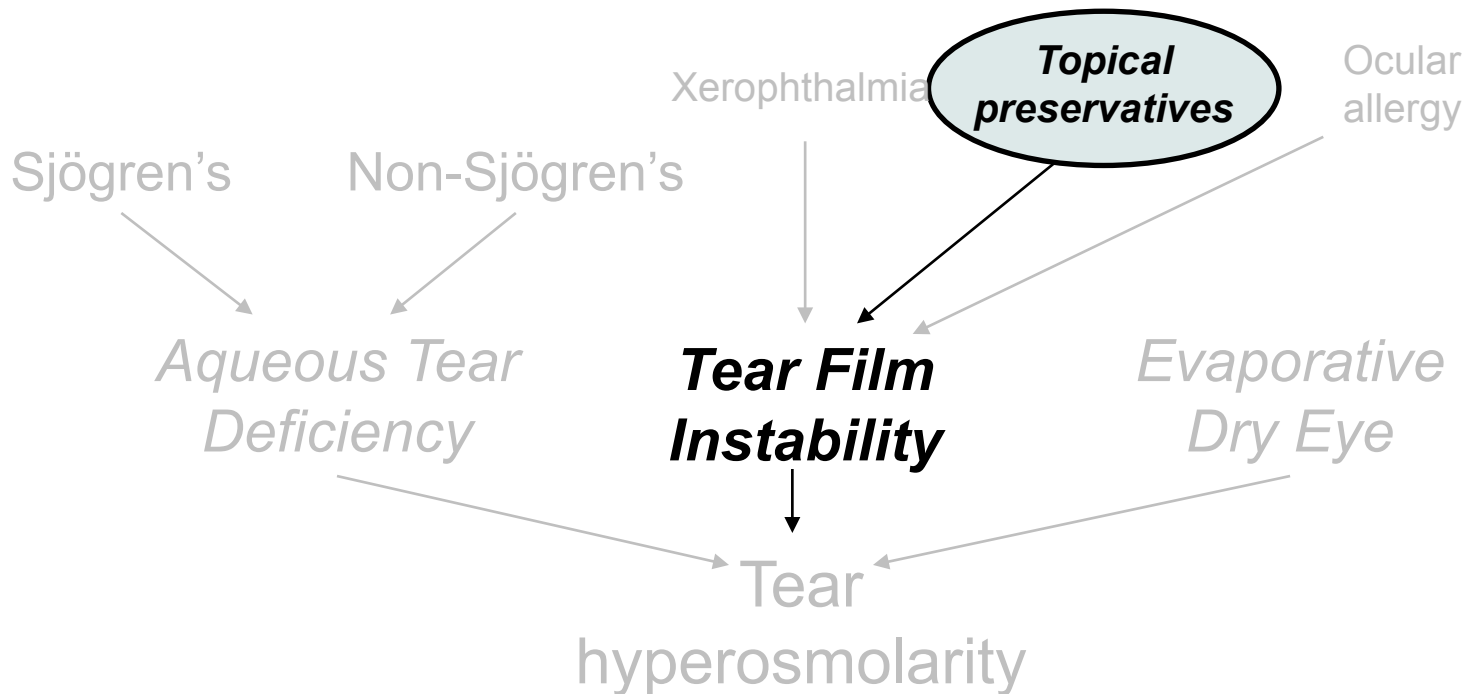 Xerophthalmia
Topical
preservatives
Ocular
allergy
Sjögren’s
Non-Sjögren’s
Aqueous Tear
Deficiency
Tear Film
Instability
Evaporative
Dry Eye
Tear
hyperosmolarity